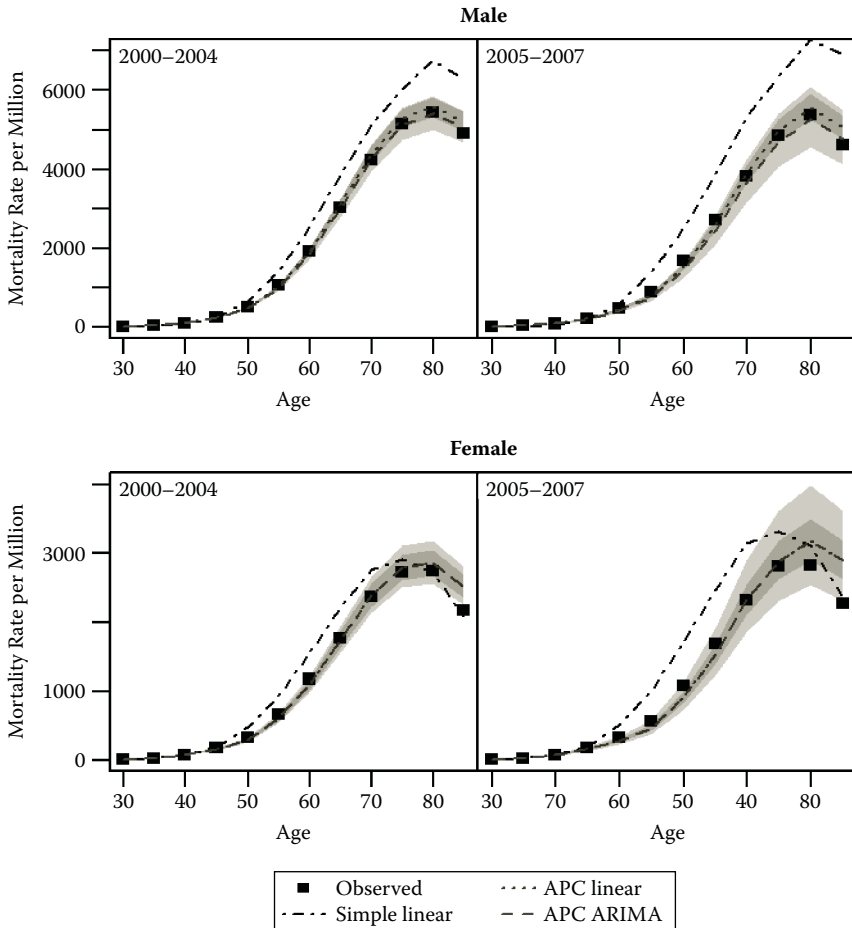 Male
2000–2004
2005–2007
Mortality Rate per Million
6000
4000
2000
0
30 40 50 60 70 80
30 40 70 50 60 70 80
Age
Age
Female
2000–2004
2005–2007
Mortality Rate per Million
3000
1000
0
30 40 50 60 70 80
30 70 60 50 40 80
Age
Age
Observed
APC linear
Simple linear
APC ARIMA